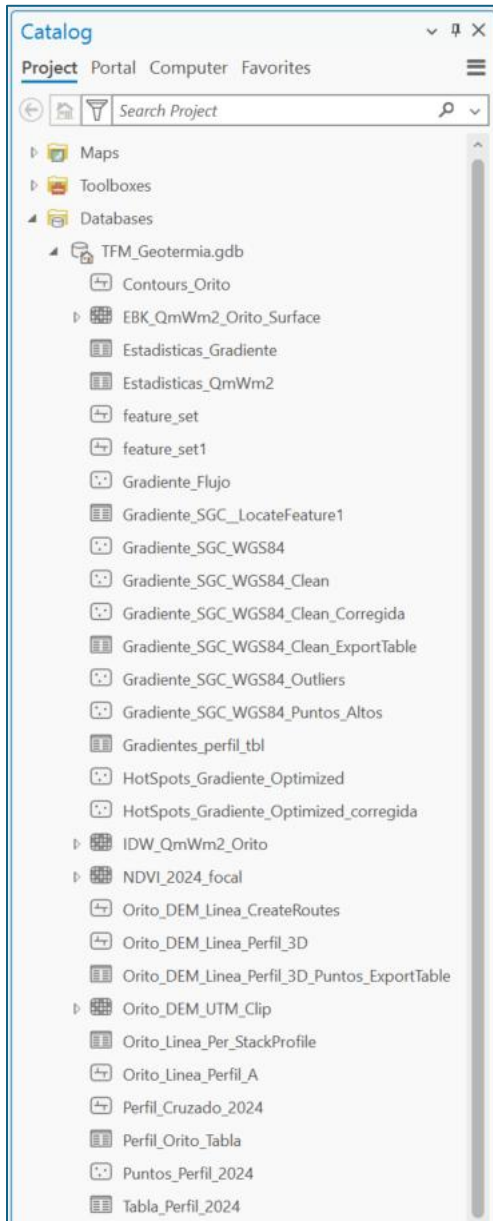 Catalog
Project Portal Computer Favorites
Search Project
Maps
Toolboxes
Databases
TFM_Geotermia.gdb
Contours_Orito
EBK_QmWm2_Orito_Surface
Estadisticas_Gradiente
Estadisticas_QmWm2
feature_set
feature_set1
Gradiente_Flujo
Gradiente_SGC__LocateFeature1
Gradiente_SGC_WGS84
Gradiente_SGC_WGS84_Clean
Gradiente_SGC_WGS84_Clean_Corregida
Gradiente_SGC_WGS84_Clean_ExportTable
Gradiente_SGC_WGS84_Outliers
Gradiente_SGC_WGS84_Puntos_Altos
Gradientes_perfil_tbl
HotSpots_Gradiente_Optimized
HotSpots_Gradiente_Optimized_corregida
IDW_QmWm2_Orito
NDVI_2024_focal
Orito_DEM_Linea_CreateRoutes
Orito_DEM_Linea_Perfil_3D
Orito_DEM_Linea_Perfil_3D_Puntos_ExportTable
Orito_DEM_UTM_Clip
Orito_Linea_Per_StackProfile
Orito_Linea_Perfil_A
Perfil_Cruzado_2024
Perfil_Orito_Tabla
Puntos_Perfil_2024
Tabla_Perfil_2024